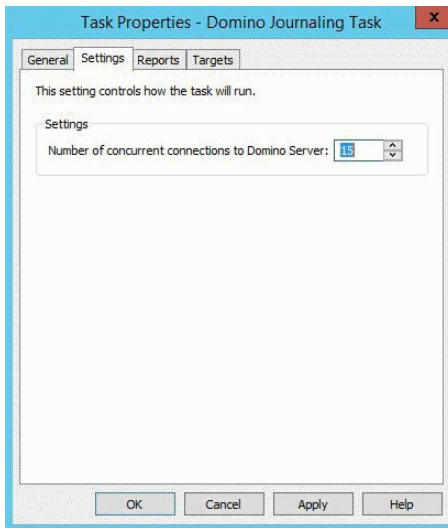 Task Properties - Domino Journaling Task x
General Settings Reports Targets
This setting controls how the task will run.
Settings
Number of concurrent connections to Domino Server: 15
OK Cancel Apply Help